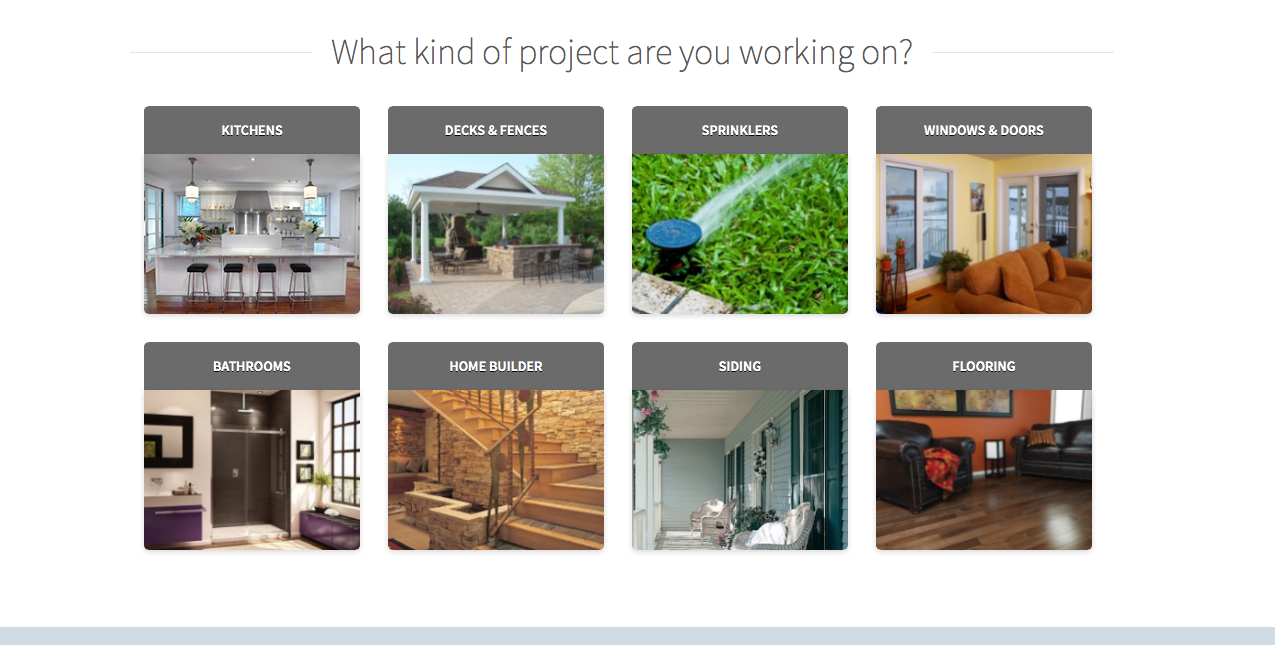 What kind of project are you working on?
KITCHENS
DECKS & FENCES
SPRINKLERS
WINDOWS & DOORS
BATHROOMS
HOME BUILDER
SIDING
FLOORING